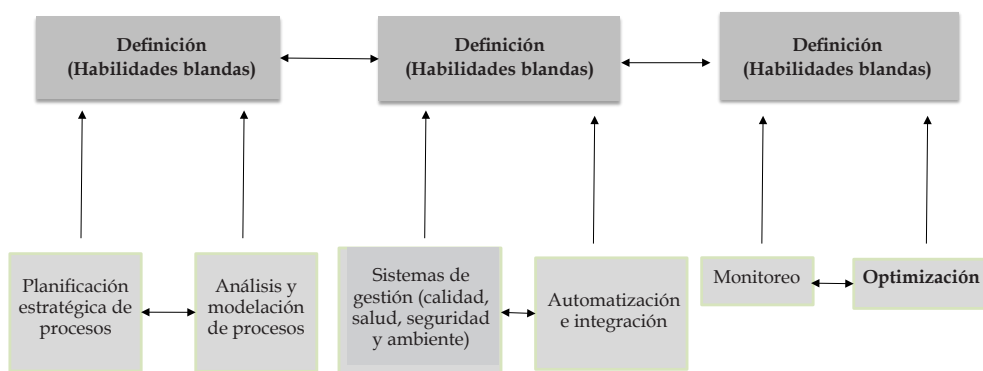 Definición
(Habilidades blandas)
Definición
(Habilidades blandas)
Definición
(Habilidades blandas)
Planificación
estratégica de
procesos
Análisis y
modelación
de procesos
Sistemas de
gestión (calidad,
salud, seguridad
y ambiente)
Automatización
e integración
Monitoreo
Optimización